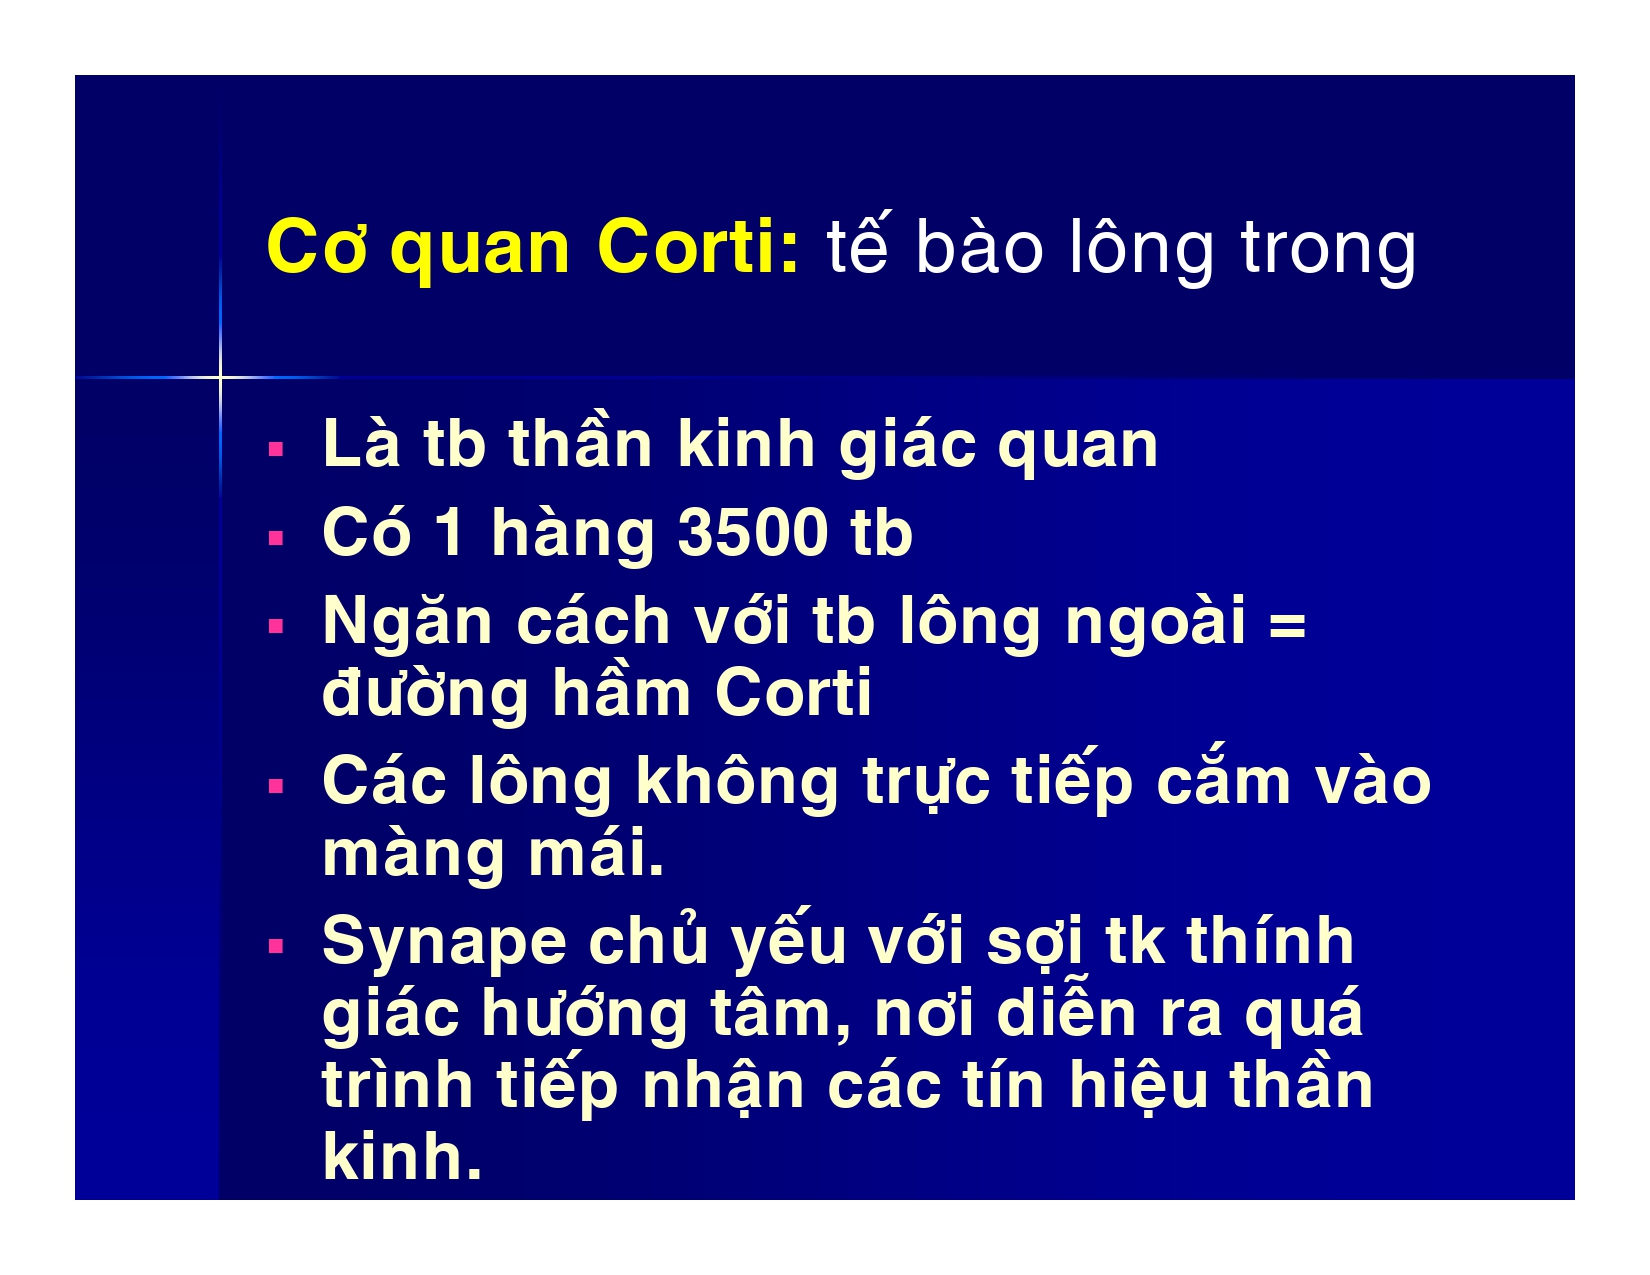 Cơ quan Corti: tế bào lông trong
▪ Là tb thần kinh giác quan
▪ Có 1 hàng 3500 tb
▪ Ngăn cách với tb lông ngoài =
đường hầm Corti
▪ Các lông không trực tiếp cắm vào
màng mái.
▪ Synape chủ yếu với sợi tk thính
giác hướng tâm, nơi diễn ra quá
trình tiếp nhận các tín hiệu thần
kinh.